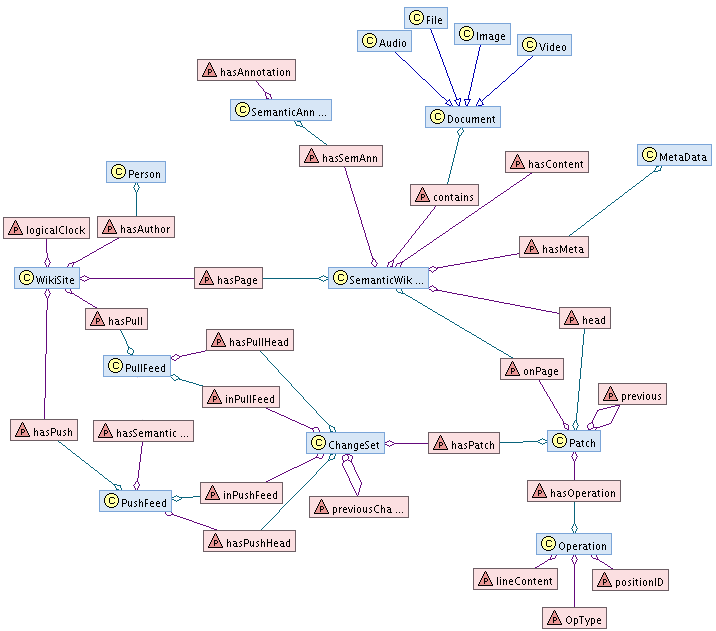 C File
C Image
C Audio
C Video
P hasAnnotation
C SemanticAnn ...
C Document
P hasSemAnn
P hasContent
C MetaData
C Person
P contains
P logicalClock
P hasAuthor
P hasMeta
C WikiSite
P hasPage
C SemanticWik ...
P hasPull
P head
P hasPullHead
C PullFeed
P onPage
P inPullFeed
P previous
P hasPush
P hasSemantic ...
C ChangeSet
P hasPatch
C Patch
P inPushFeed
P hasOperation
C PushFeed
P previousCha ...
P hasPushHead
C Operation
P lineContent
P positionID
P OpType